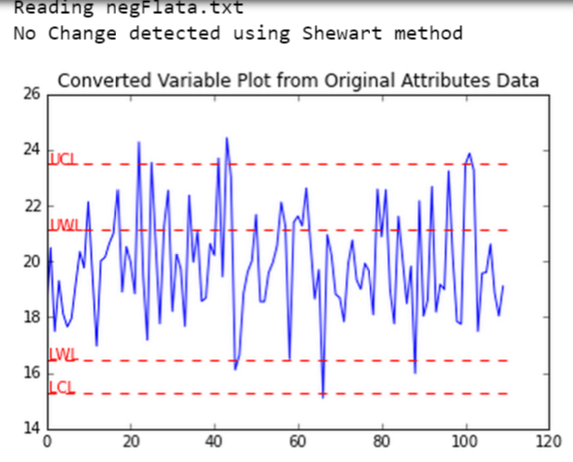 Reading negFlata.txt
No Change detected using Shewart method
Converted Variable Plot from Original Attributes Data
26
24
UCL
22
UWL
20
18
16
LWL
LCL
14
0 20 40 60 80 100 120